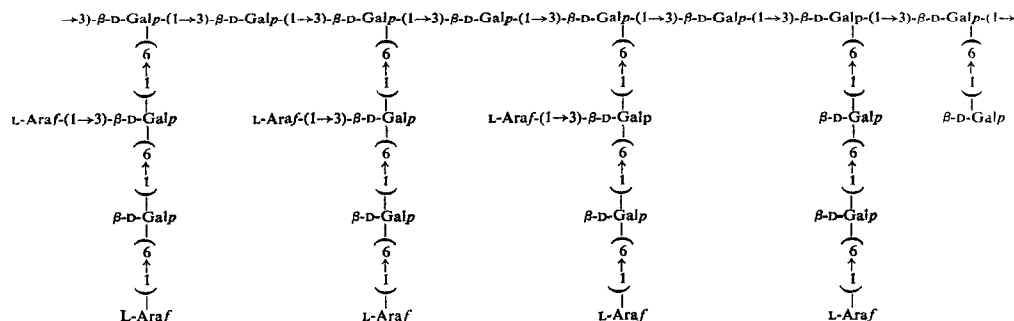 →3)-β-D-Galp-(1→3)-β-D-Galp-(1→3)-β-D-Galp-(1→3)-β-D-Galp-(1→3)-β-D-Galp-(1→3)-β-D-Galp-(1→3)-β-D-Galp-(1→3)-β-D-Galp-(1→
6 6 6 6 6
↑ ↑ ↑ ↑ ↑
1 1 1 1 1
L-Araf-(1→3)-β-D-Galp L-Araf-(1→3)-β-D-Galp L-Araf-(1→3)-β-D-Galp β-D-Galp β-D-Galp
6 6 6 6
↑ ↑ ↑ ↑
1 1 1 1
β-D-Galp β-D-Galp β-D-Galp β-D-Galp
6 6 6 6
↑ ↑ ↑ ↑
1 1 1 1
L-Araf L-Araf L-Araf L-Araf